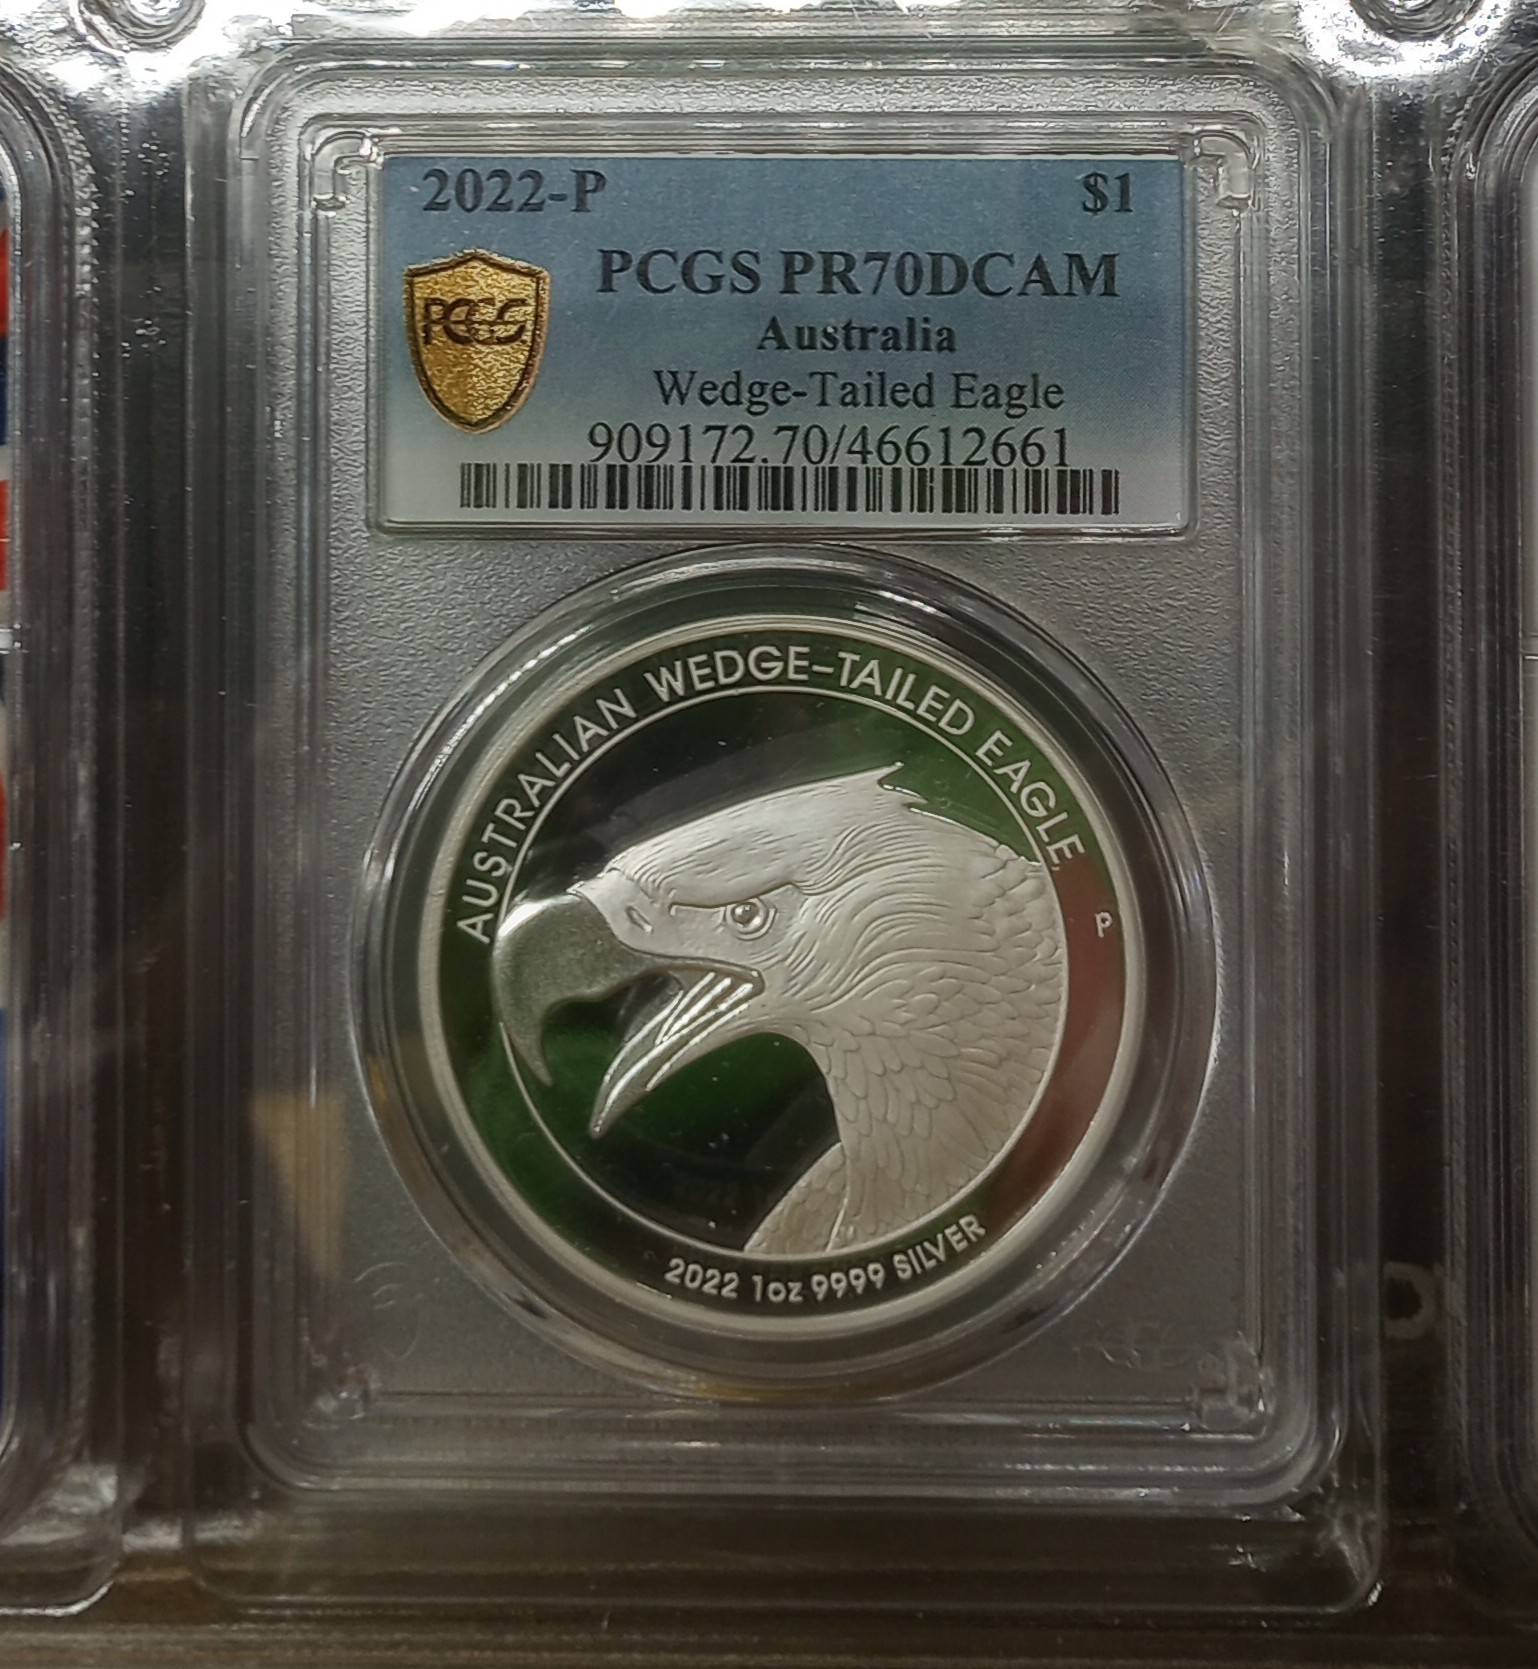 2022-P $1
PCGS PR70DCAM
PCGS
Australia
Wedge-Tailed Eagle
909172.70/46612661
AUSTRALIAN WEDGE-TAILED EAGLE
P
2022 1oz 9999 SILVER